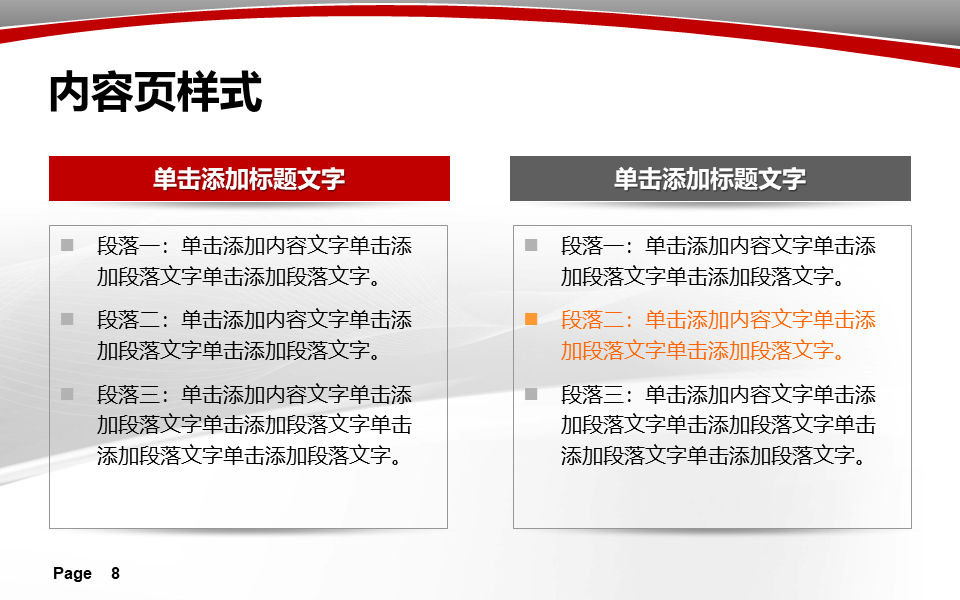 内容页样式
单击添加标题文字
段落一：单击添加内容文字单击添
加段落文字单击添加段落文字。
段落二：单击添加内容文字单击添
加段落文字单击添加段落文字。
段落三：单击添加内容文字单击添
加段落文字单击添加段落文字单击
添加段落文字单击添加段落文字。
单击添加标题文字
段落一：单击添加内容文字单击添
加段落文字单击添加段落文字。
段落二：单击添加内容文字单击添
加段落文字单击添加段落文字。
段落三：单击添加内容文字单击添
加段落文字单击添加段落文字单击
添加段落文字单击添加段落文字。
Page 8